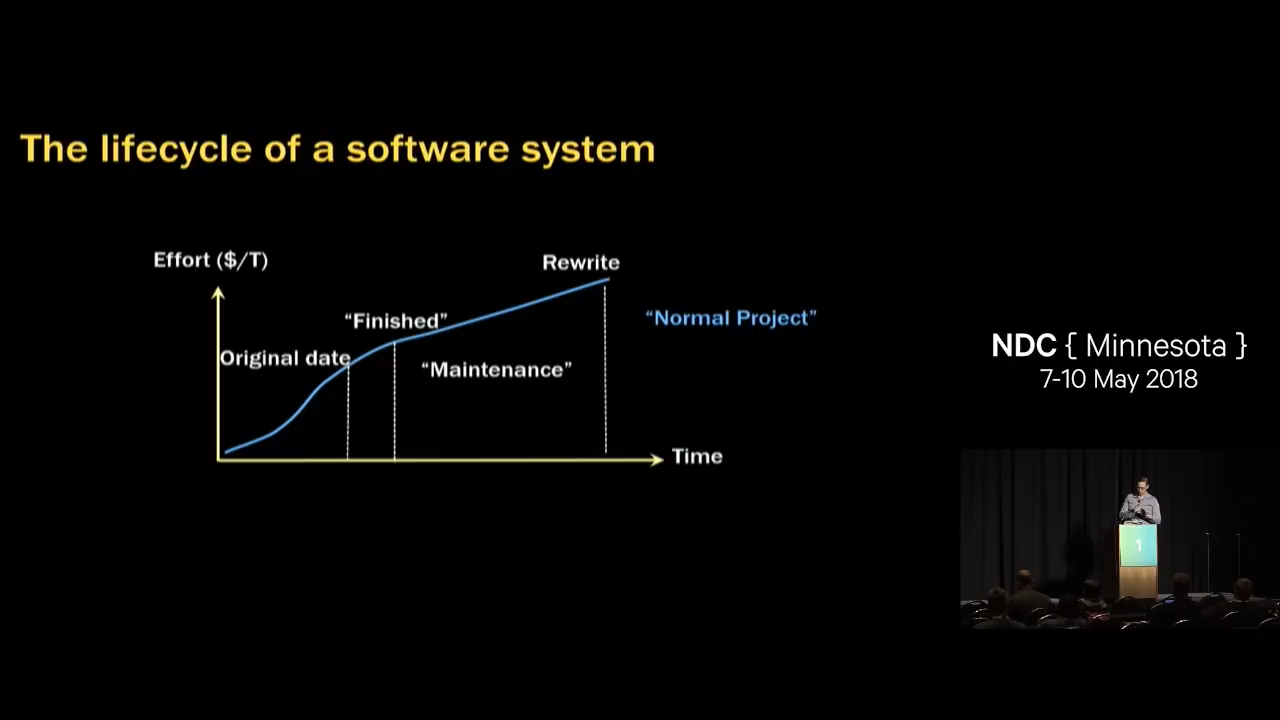 The lifecycle of a software system
Effort ($/T)
Rewrite
“Finished”
“Normal Project”
Original date
“Maintenance”
Time
NDC { Minnesota }
7-10 May 2018
1